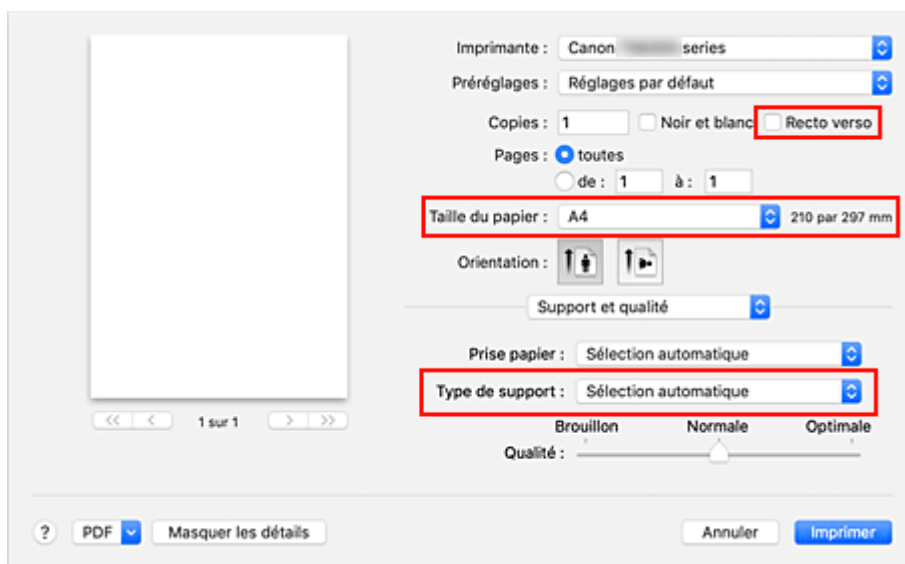 Imprimante : Canon series
Préréglages : Réglages par défaut
Copies : 1 Noir et blanc Recto verso
Pages : toutes
de : 1 à : 1
Taille du papier : A4 210 par 297 mm
Orientation :
Support et qualité
Prise papier : Sélection automatique
Type de support : Sélection automatique
<< < 1 sur 1 > >>
Brouillon Normale Optimale
Qualité :
? PDF Masquer les détails Annuler Imprimer